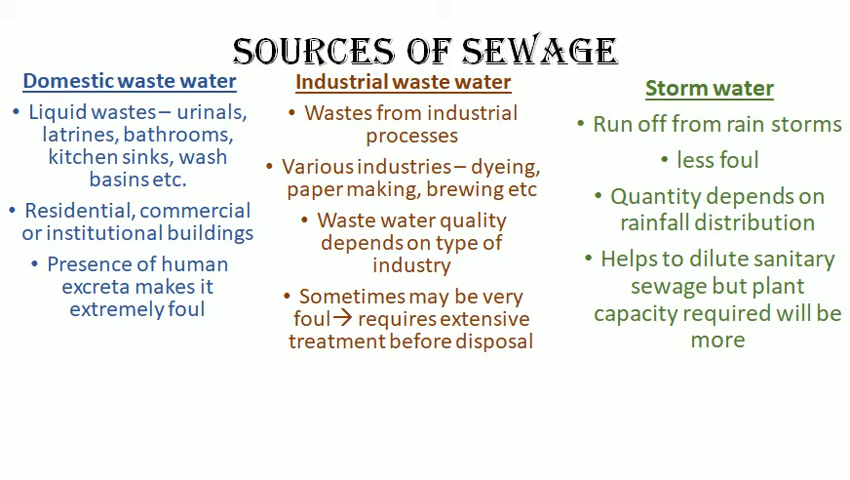 SOURCES OF SEWAGE
Domestic waste water
• Liquid wastes – urinals,
latrines, bathrooms,
kitchen sinks, wash
basins etc.
• Residential, commercial
or institutional buildings
• Presence of human
excreta makes it
extremely foul
Industrial waste water
• Wastes from industrial
processes
• Various industries – dyeing,
paper making, brewing etc
• Waste water quality
depends on type of
industry
• Sometimes may be very
foul→ requires extensive
treatment before disposal
Storm water
• Run off from rain storms
• less foul
• Quantity depends on
rainfall distribution
• Helps to dilute sanitary
sewage but plant
capacity required will be
more